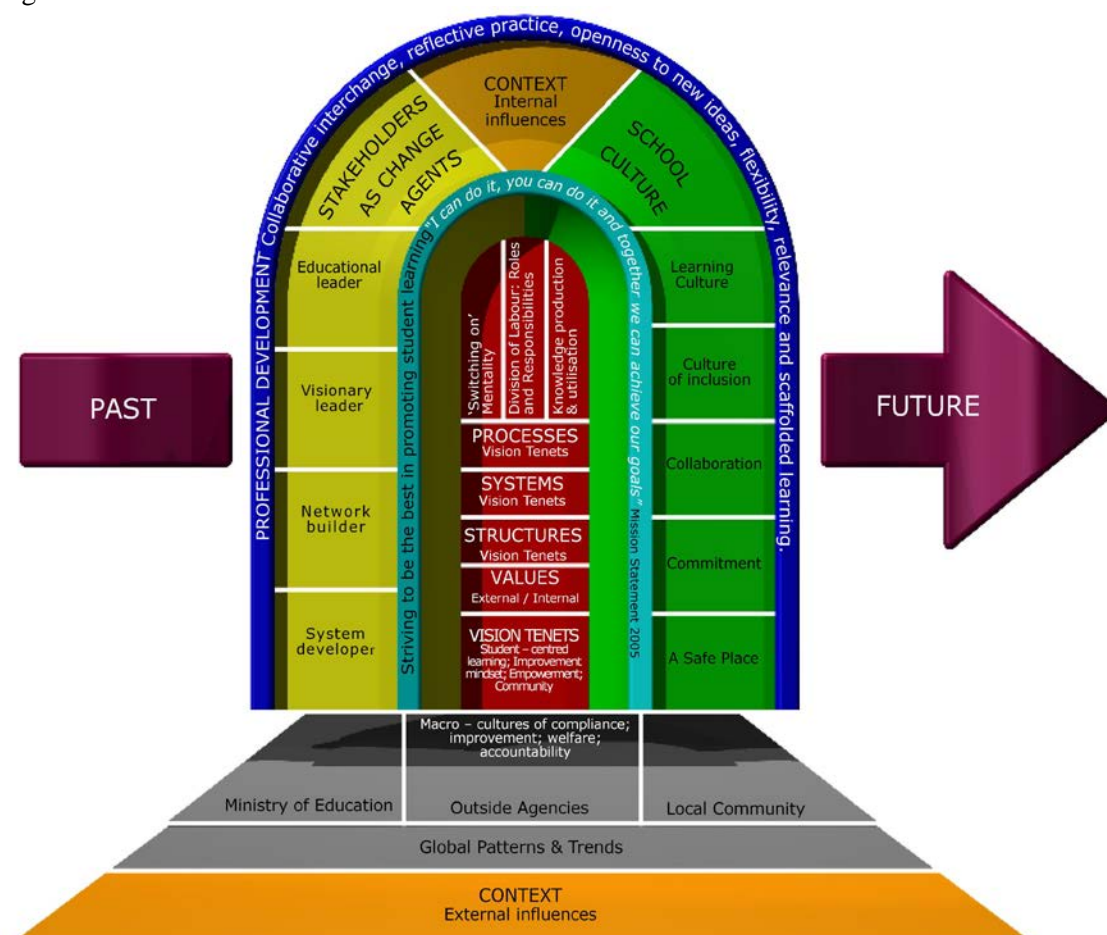 PROFESSIONAL DEVELOPMENT Collaborative interchange, reflective practice, openness to new ideas, flexibility, relevance and scaffolded learning.
CONTEXT
Internal
influences
STAKEHOLDERS
AS CHANGE
AGENTS
SCHOOL
CULTURE
Striving to be the best in promoting student learning "I can do it, you can do it and together we can achieve our goals" Mission Statement 2005
Educational
leader
Visionary
leader
Network
builder
System
developer
'Switching on'
Mentality
Division of Labour; Roles
and Responsibilities
Knowledge production
& utilisation
PROCESSES
Vision Tenets
SYSTEMS
Vision Tenets
STRUCTURES
Vision Tenets
VALUES
External / Internal
VISION TENETS
Student – centred
learning; Improvement
mindset; Empowerment;
Community
Learning
Culture
Culture
of inclusion
Collaboration
Commitment
A Safe Place
PAST
FUTURE
Macro – cultures of compliance;
improvement; welfare;
accountability
Ministry of Education
Outside Agencies
Local Community
Global Patterns & Trends
CONTEXT
External influences